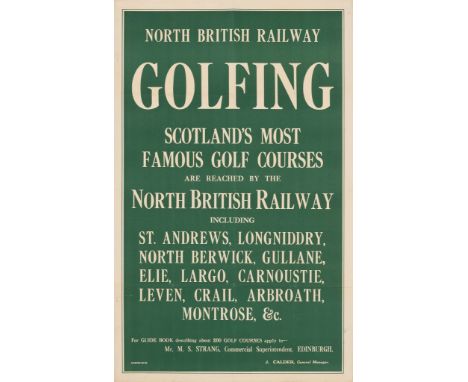 NORTH BRITISH RAILWAY
GOLFING
SCOTLAND'S MOST
FAMOUS GOLF COURSES
ARE REACHED BY THE
NORTH BRITISH RAILWAY
INCLUDING
ST. ANDREWS, LONGNIDDRY,
NORTH BERWICK, GULLANE,
ELIE, LARGO, CARNOUSTIE,
LEVEN, CRAIL, ARBROATH,
MONTROSE, &c.
For GUIDE BOOK describing about 200 GOLF COURSES apply to—
Mr. M. S. STRANG, Commercial Superintendent, EDINBURGH.
J. CALDER, General Manager.